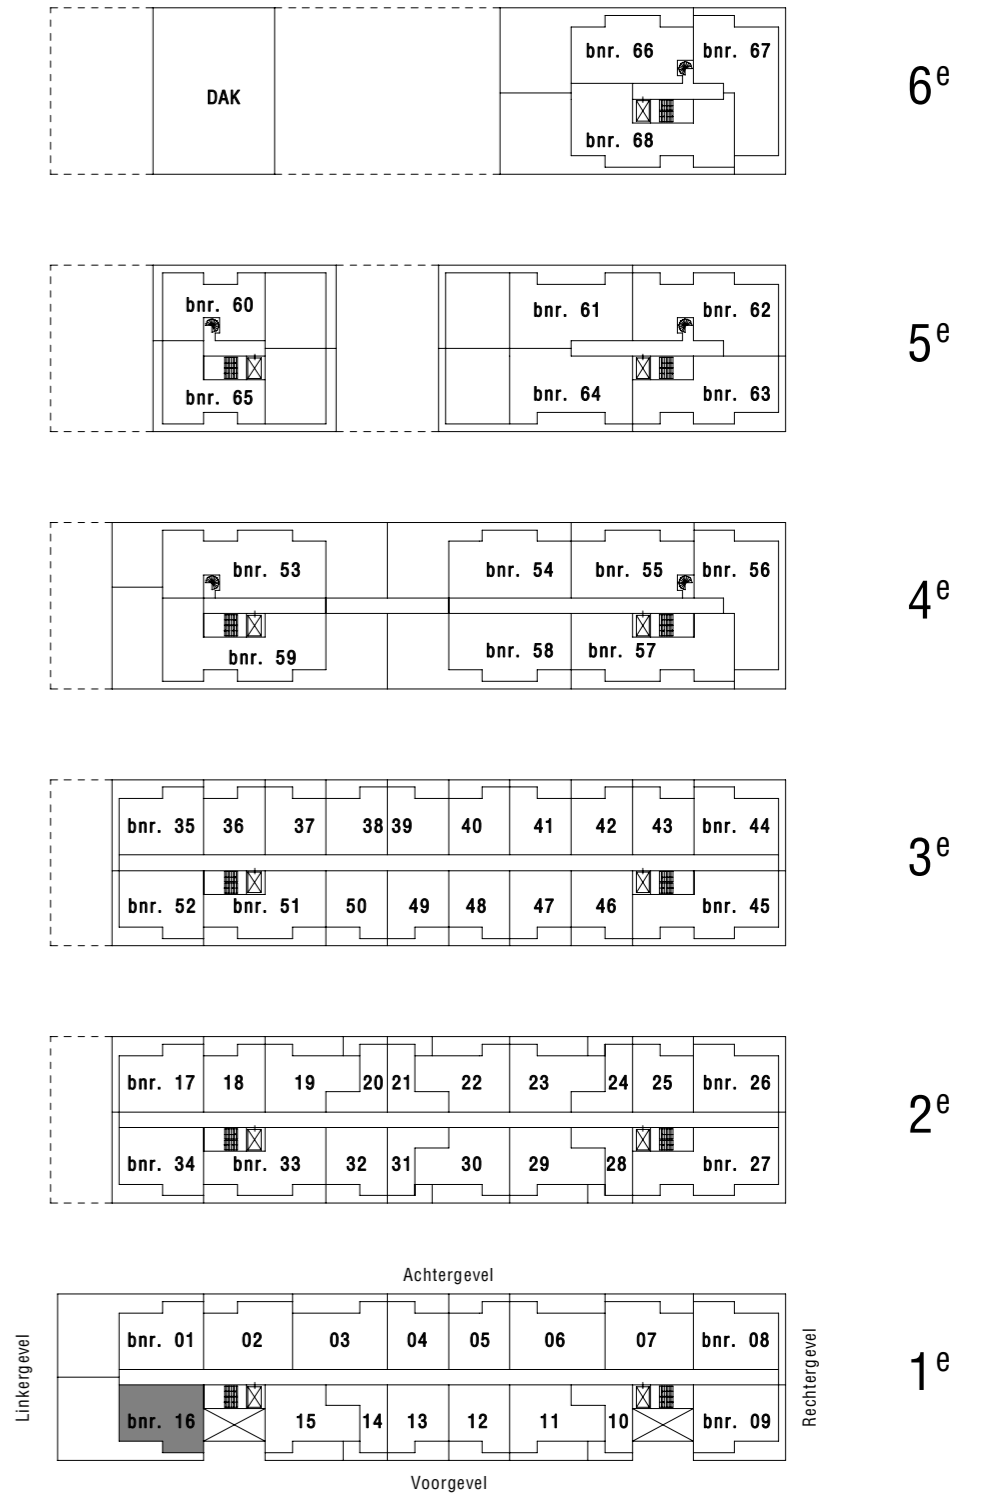 bnr. 66 bnr. 67
6e
DAK
bnr. 68
bnr. 60 bnr. 61 bnr. 62
5e
bnr. 65 bnr. 64 bnr. 63
bnr. 53 bnr. 54 bnr. 55 bnr. 56
4e
bnr. 59 bnr. 58 bnr. 57
bnr. 35 36 37 38 39 40 41 42 43 bnr. 44
3e
bnr. 52 bnr. 51 50 49 48 47 46 bnr. 45
bnr. 17 18 19 20 21 22 23 24 25 bnr. 26
2e
bnr. 34 bnr. 33 32 31 30 29 28 bnr. 27
Achtergevel
bnr. 01 02 03 04 05 06 07 bnr. 08
Linkergevel
Rechtergevel
1e
bnr. 16 15 14 13 12 11 10 bnr. 09
Voorgevel